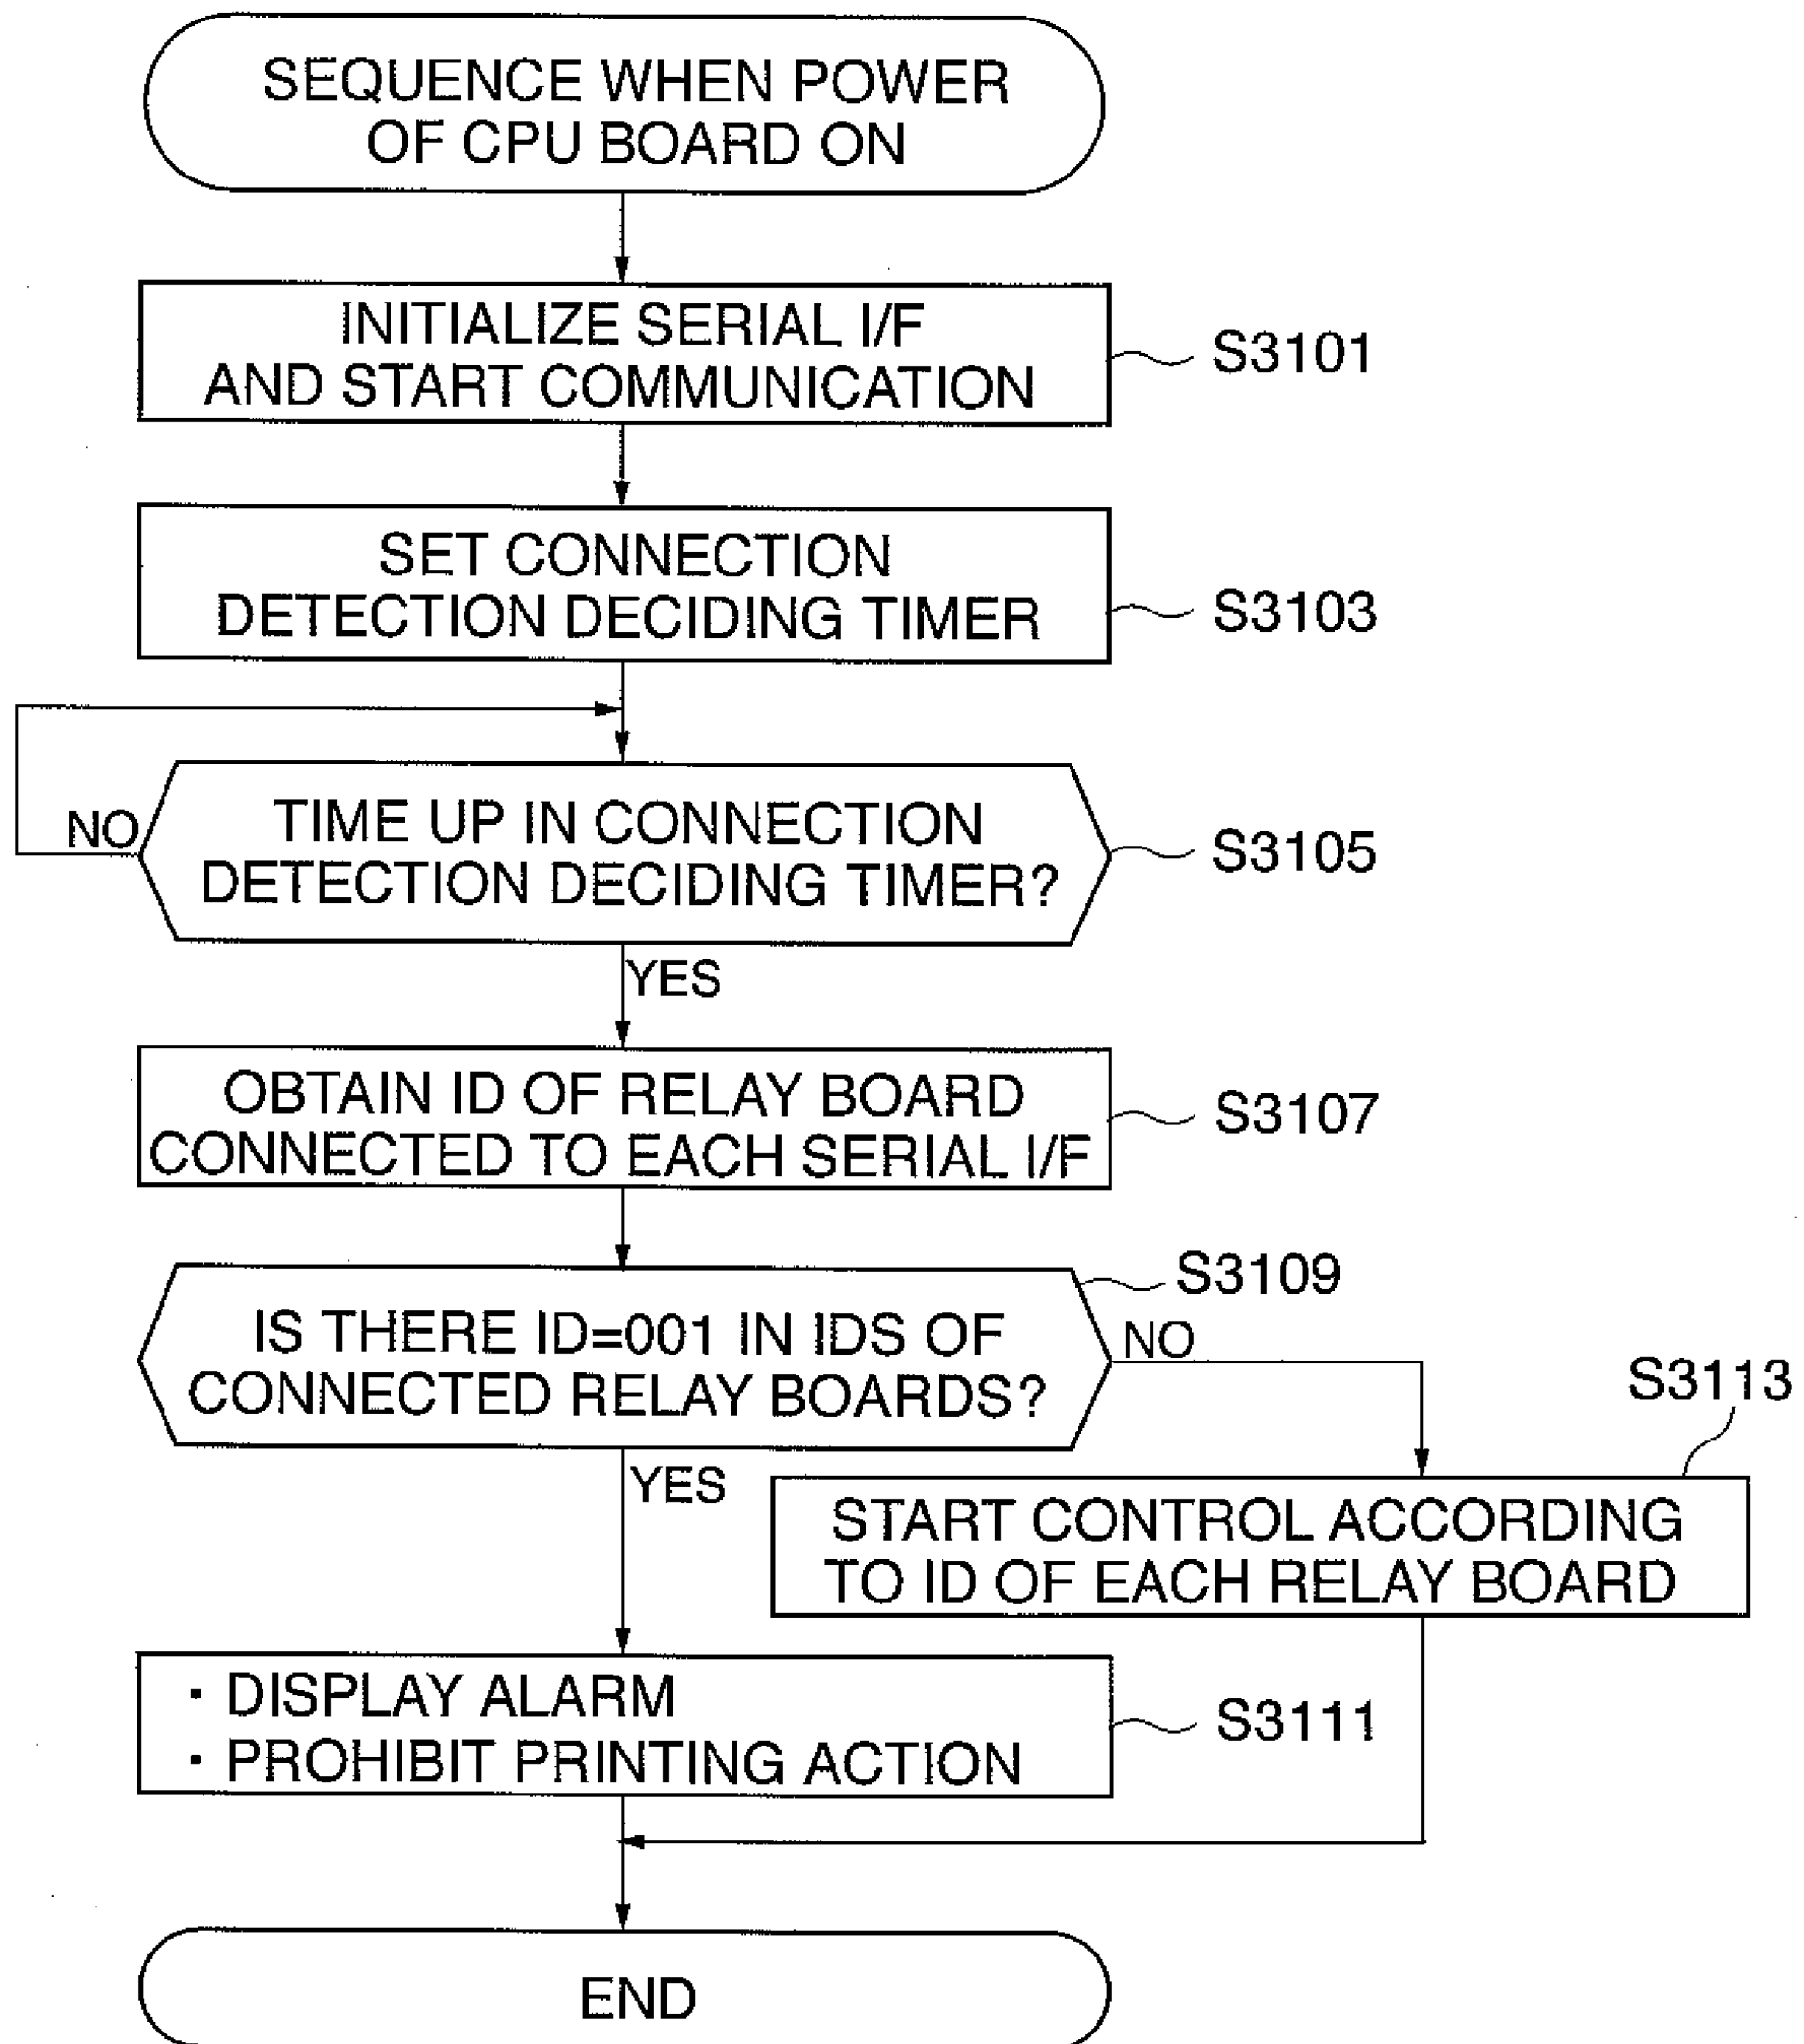 SEQUENCE WHEN POWER
OF CPU BOARD ON
INITIALIZE SERIAL I/F
AND START COMMUNICATION
S3101
SET CONNECTION
DETECTION DECIDING TIMER
S3103
NO
TIME UP IN CONNECTION
DETECTION DECIDING TIMER?
S3105
YES
OBTAIN ID OF RELAY BOARD
CONNECTED TO EACH SERIAL I/F
S3107
S3109
IS THERE ID=001 IN IDS OF
CONNECTED RELAY BOARDS?
NO
S3113
YES
START CONTROL ACCORDING
TO ID OF EACH RELAY BOARD
· DISPLAY ALARM
· PROHIBIT PRINTING ACTION
S3111
END